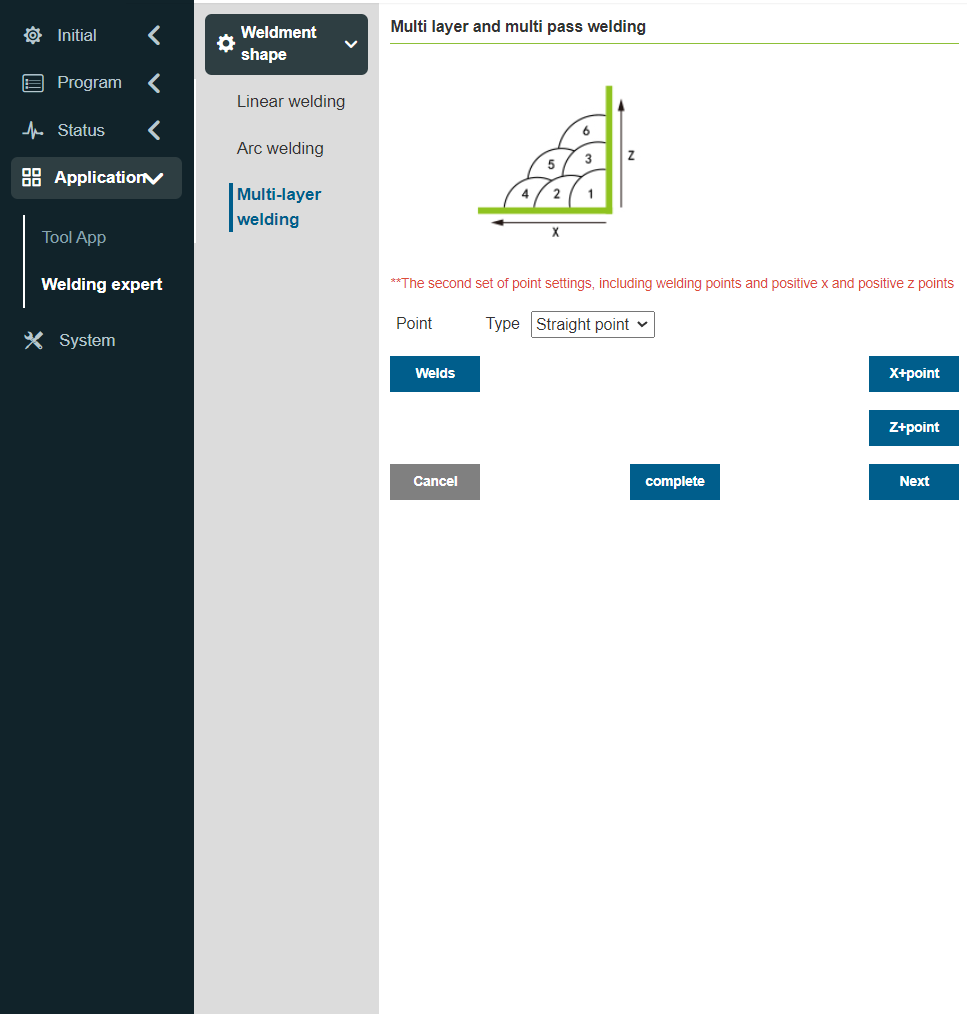 Initial
Program
Status
Application
Tool App
Welding expert
System
Weldment
shape
Linear welding
Arc welding
Multi-layer
welding
Multi layer and multi pass welding
6
5 3
4 2 1
Z
X
**The second set of point settings, including welding points and positive x and positive z points
Point Type Straight point
Welds X+point
Z+point
Cancel complete Next